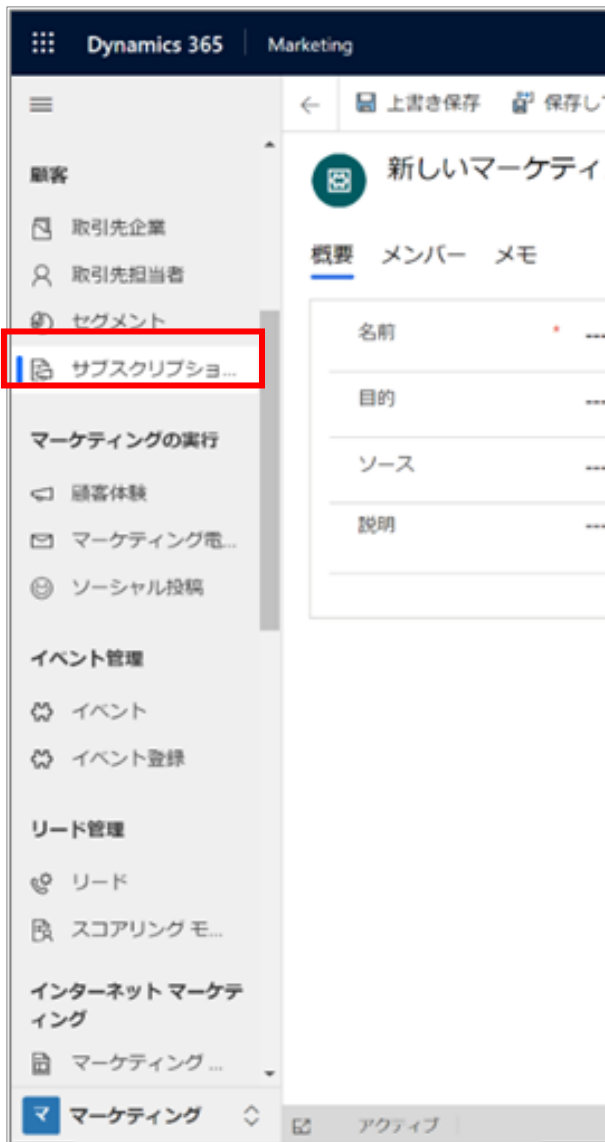 Dynamics 365 Marketing
上書き保存 保存して
新しいマーケティ
概要 メンバー メモ
名前 * ---
目的 ---
ソース ---
説明 ---
顧客
取引先企業
取引先担当者
セグメント
サブスクリプショ...
マーケティングの実行
顧客体験
マーケティング電...
ソーシャル投稿
イベント管理
イベント
イベント登録
リード管理
リード
スコアリング モ...
インターネット マーケテ
ィング
マーケティング ...
マ マーケティング
アクティブ